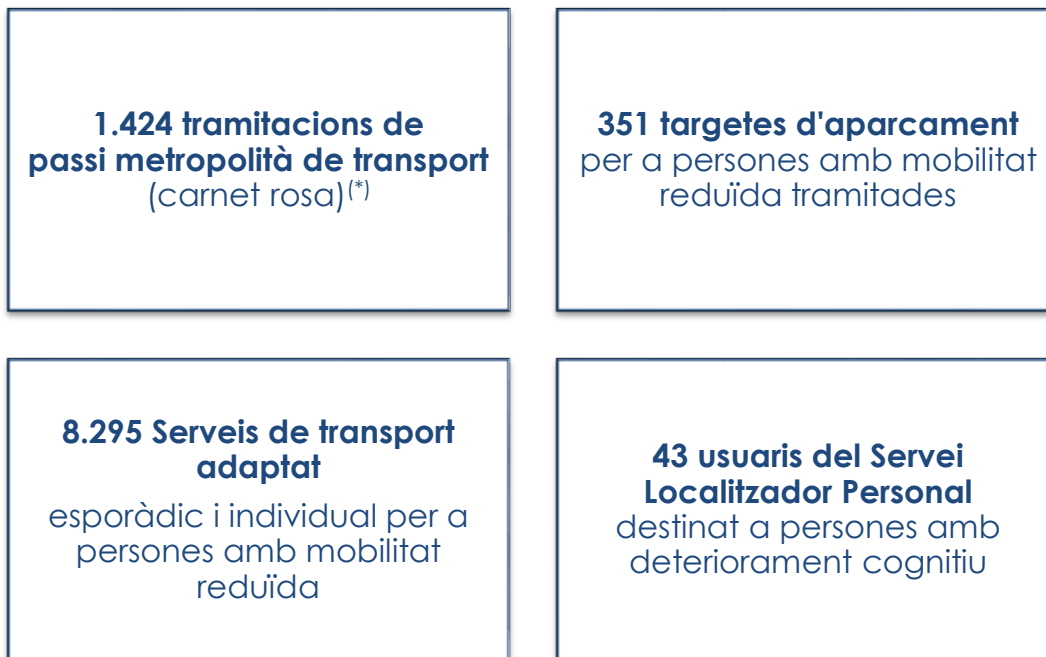 1.424 tramitacions de
passi metropolità de transport
(carnet rosa)(*)
351 targetes d'aparcament
per a persones amb mobilitat
reduïda tramitades
8.295 Serveis de transport
adaptat
esporàdic i individual per a
persones amb mobilitat
reduïda
43 usuaris del Servei
Localitzador Personal
destinat a persones amb
deteriorament cognitiu